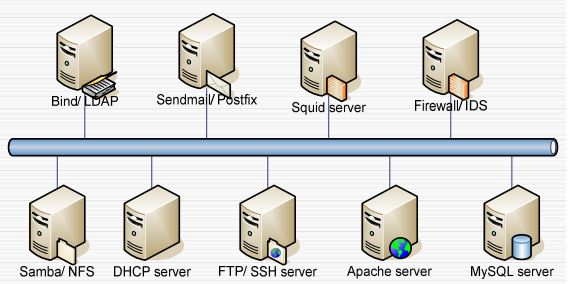 Bind/ LDAP
Sendmail/ Postfix
Squid server
Firewall/ IDS
Samba/ NFS
DHCP server
FTP/ SSH server
Apache server
MySQL server